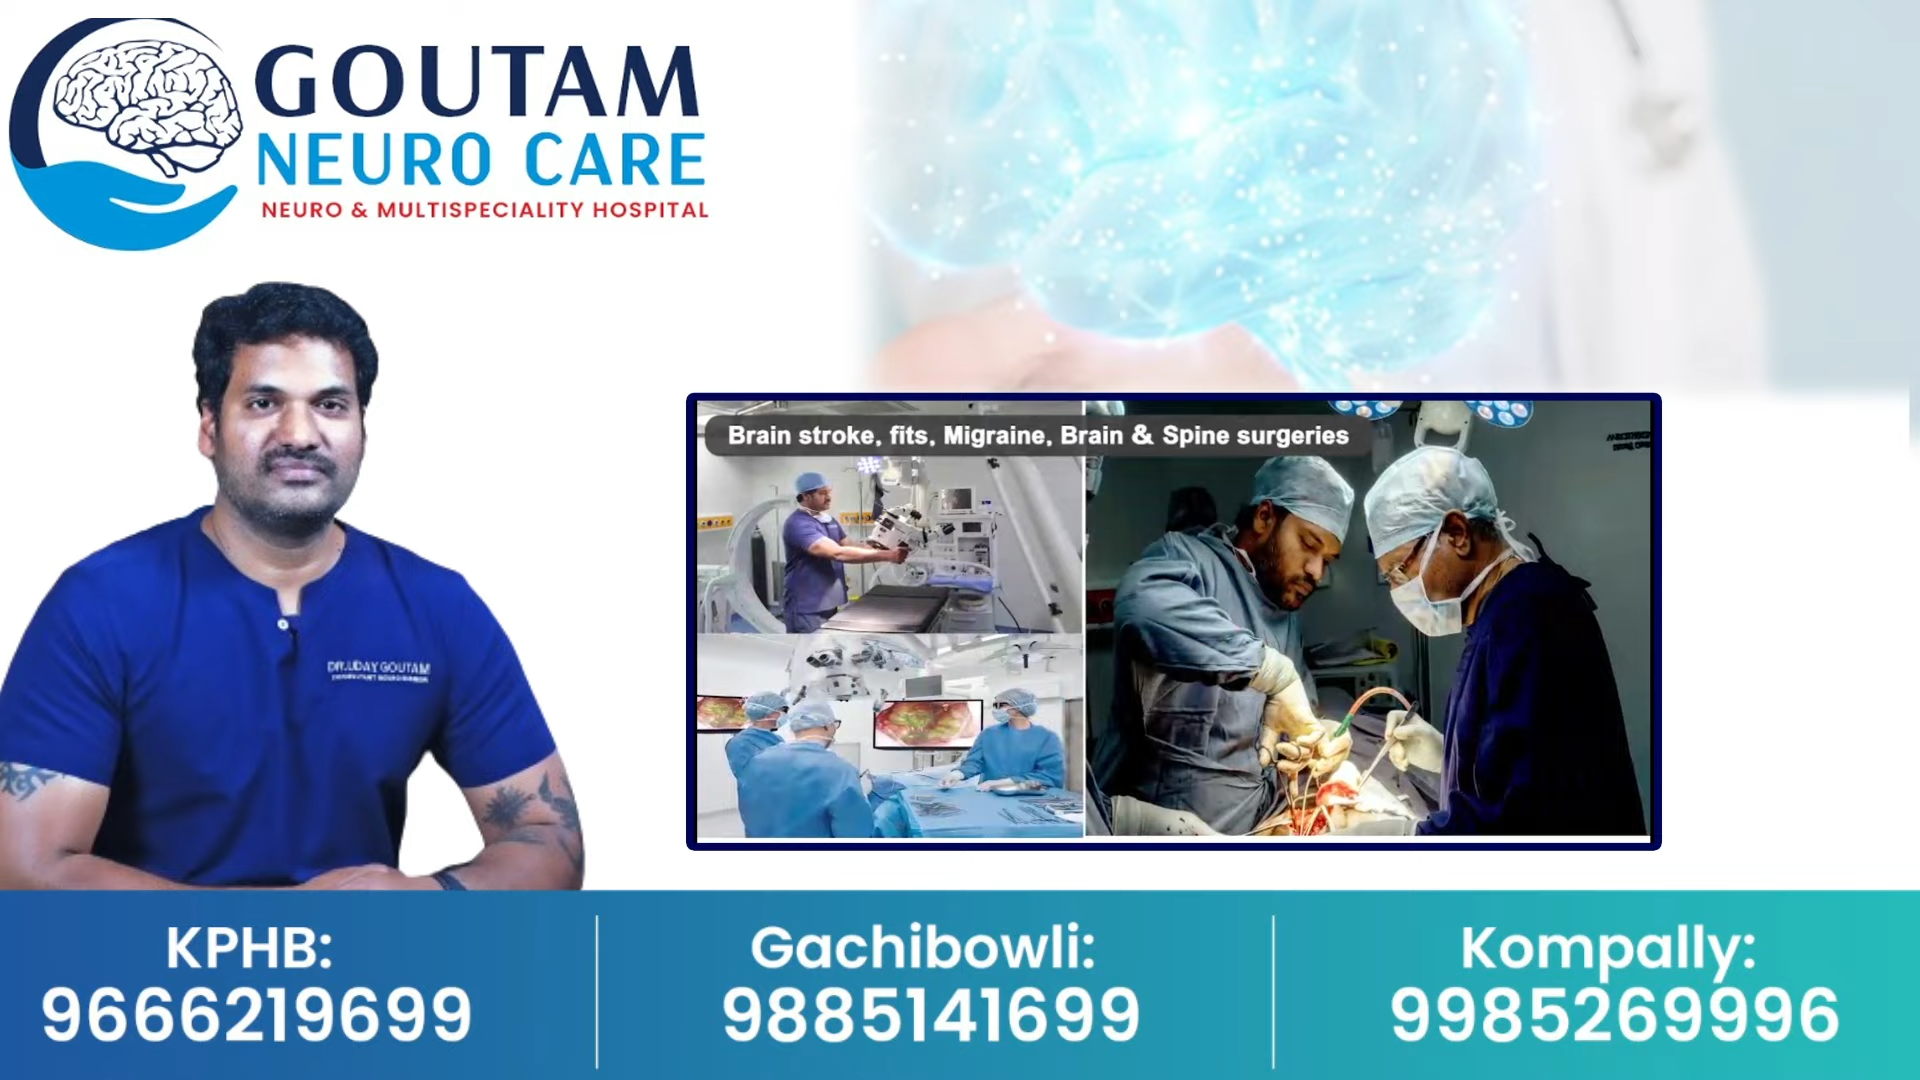 GOUTAM
NEURO CARE
NEURO & MULTISPECIALITY HOSPITAL
Brain stroke, fits, Migraine, Brain & Spine surgeries
DR.UDAY GOUTAM
KPHB:
9666219699
Gachibowli:
9885141699
Kompally:
9985269996